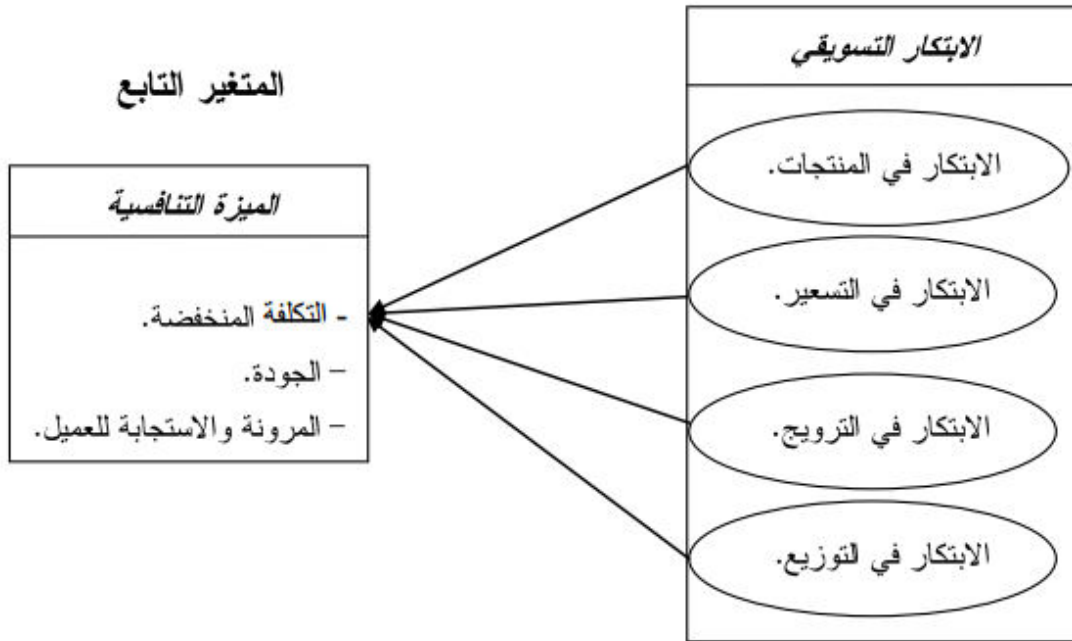 الابتكار التسويقي
الابتكار في المنتجات.
الابتكار في التسعير.
الابتكار في الترويج.
الابتكار في التوزيع.
المتغير التابع
الميزة التنافسية
- التكلفة المنخفضة.
– الجودة.
– المرونة والاستجابة للعميل.